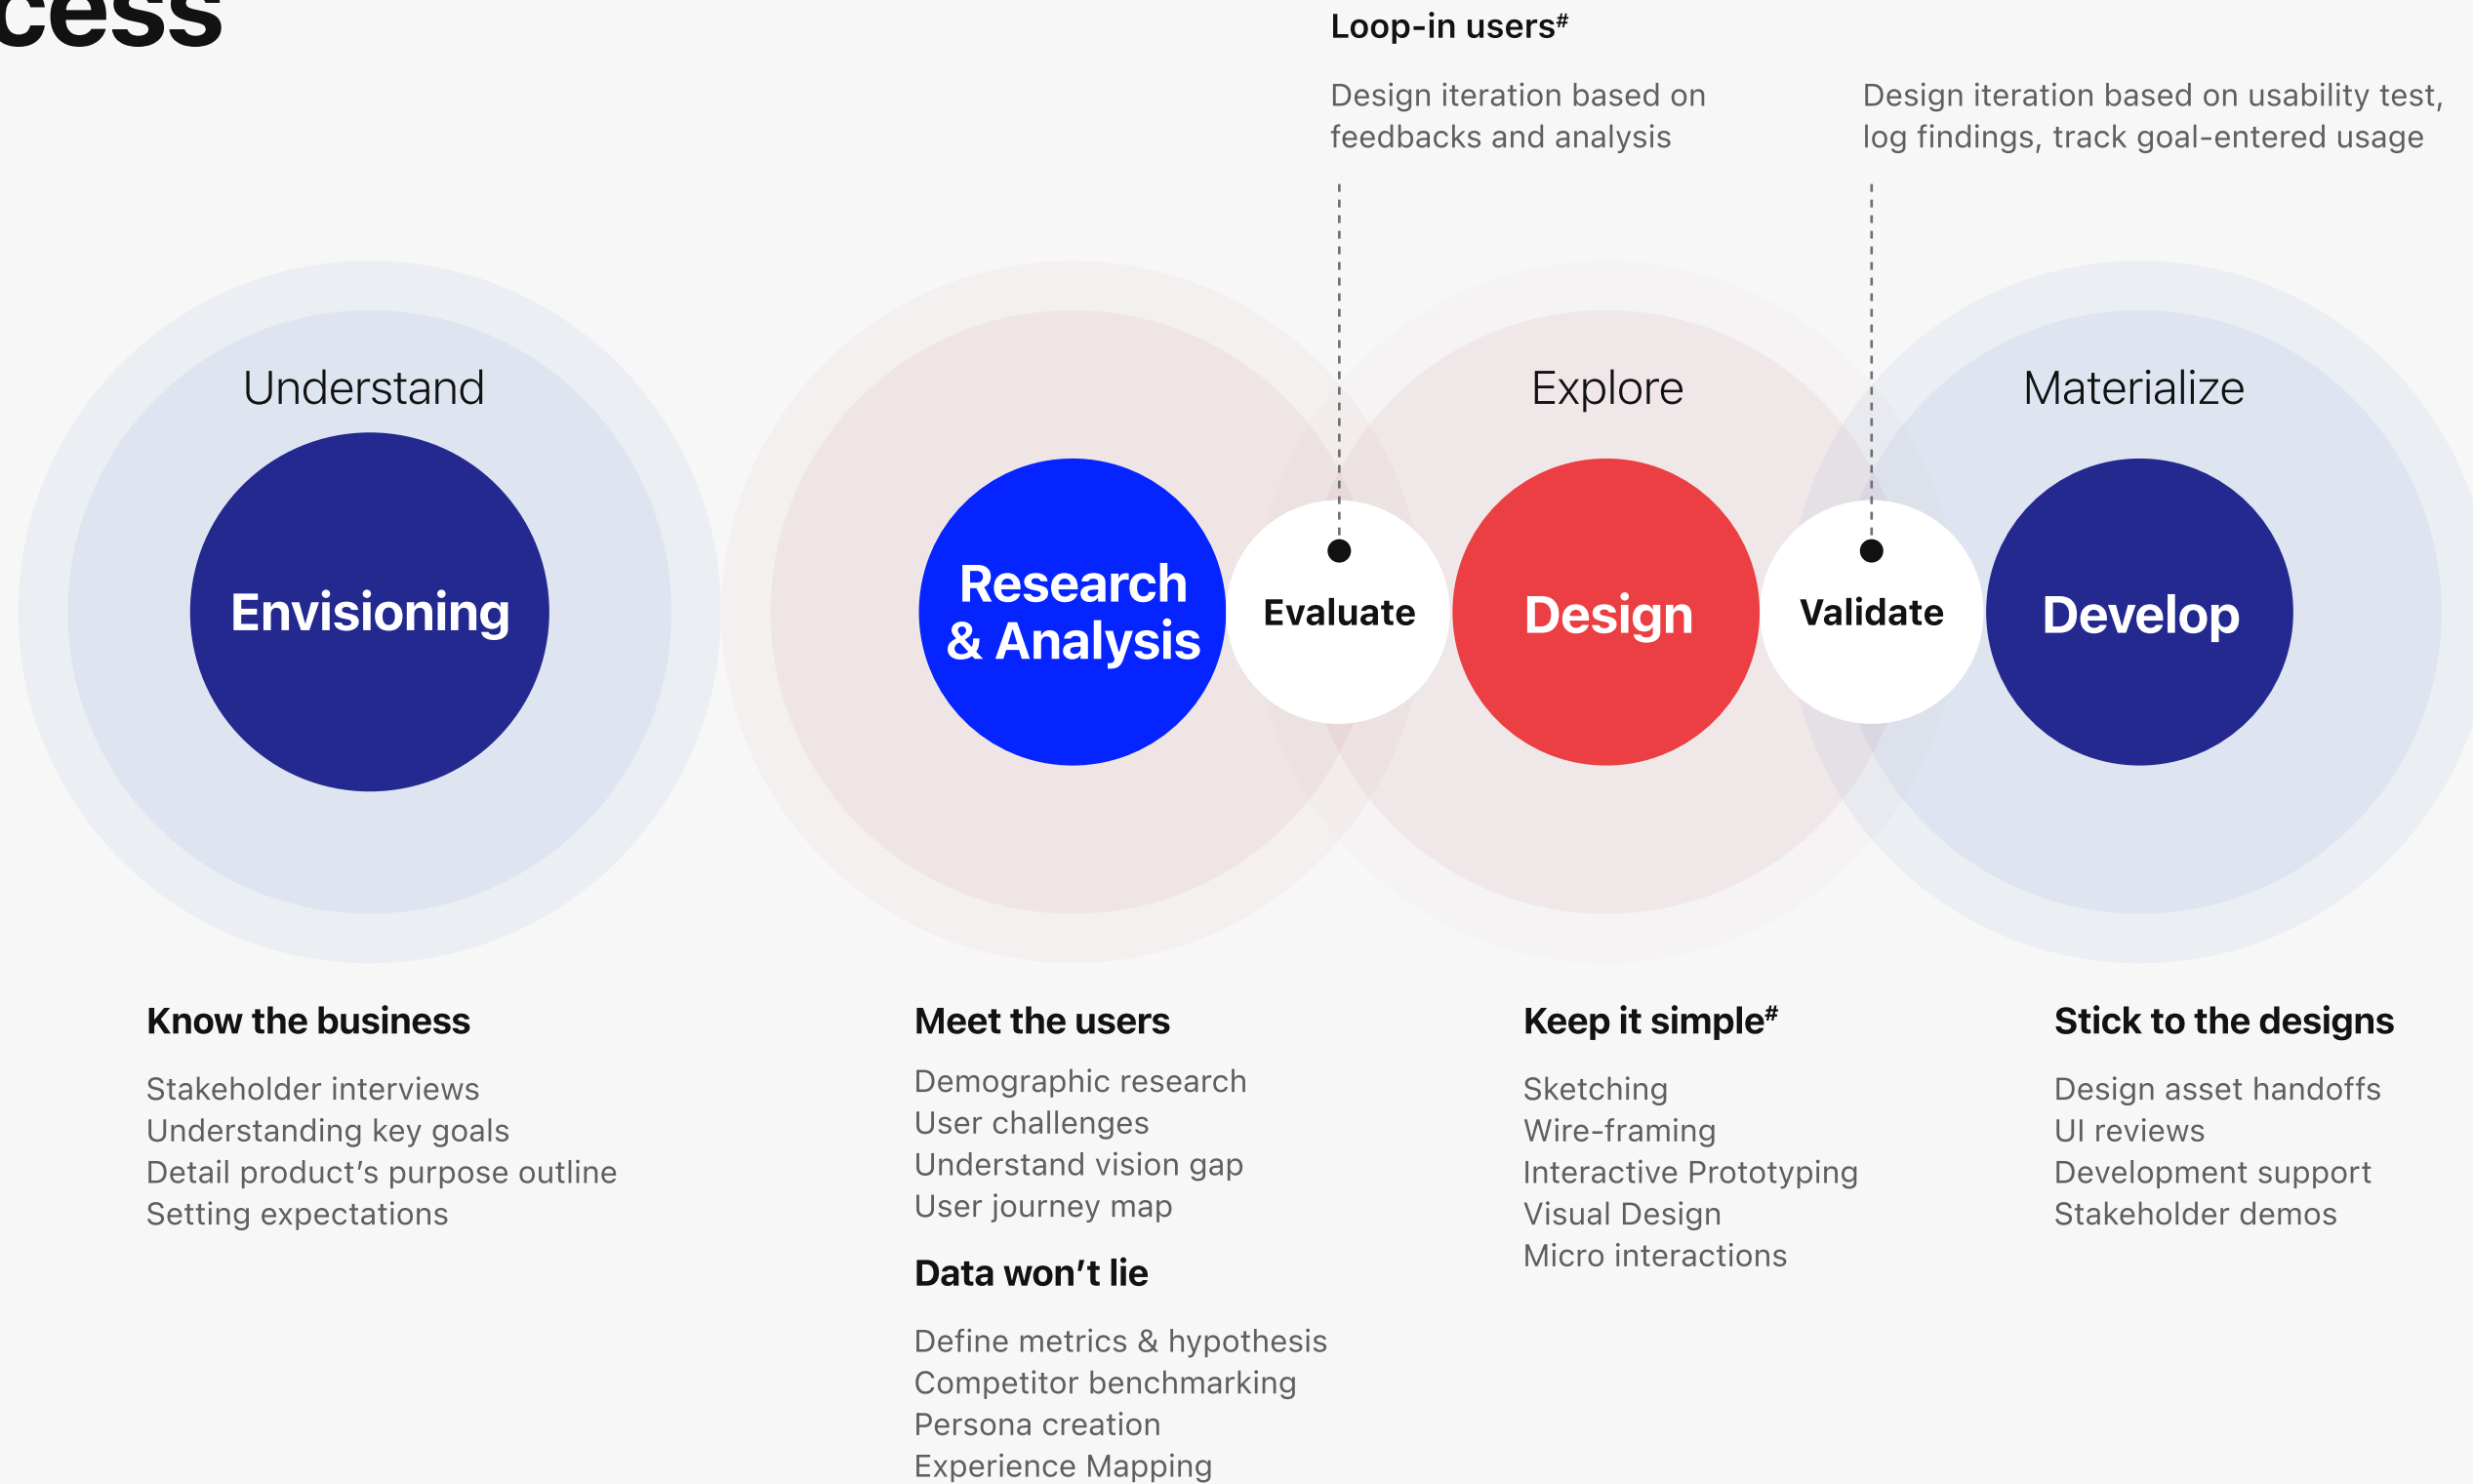 cess
Loop-in users#
Design iteration based on
feedbacks and analysis
Design iteration based on usability test,
log findings, track goal-entered usage
Understand
Explore
Materialize
Envisioning
Research
& Analysis
Evaluate
Design
Validate
Develop
Know the business
Stakeholder interviews
Understanding key goals
Detail product’s purpose outline
Setting expectations
Meet the users
Demographic research
User challenges
Understand vision gap
User journey map
Data won’t lie
Define metrics & hypothesis
Competitor benchmarking
Persona creation
Experience Mapping
Keep it simple#
Sketching
Wire-framing
Interactive Prototyping
Visual Design
Micro interactions
Stick to the designs
Design asset handoffs
UI reviews
Development support
Stakeholder demos